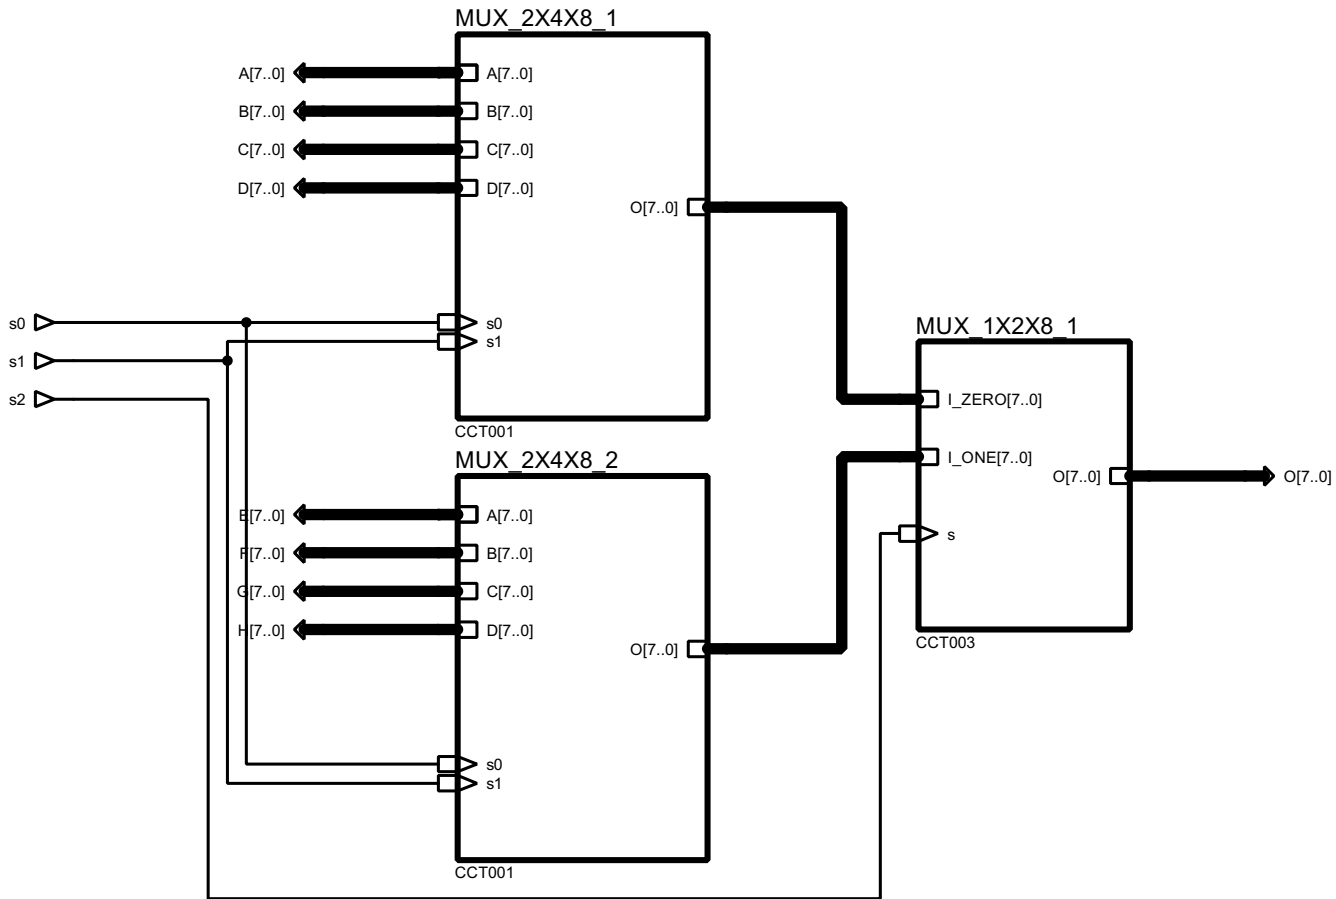 MUX_2X4X8_1
A[7..0] A[7..0]
B[7..0] B[7..0]
C[7..0] C[7..0]
D[7..0] D[7..0]
O[7..0]
s0 s0
s1
s1
s2
CCT001
MUX_1X2X8_1
I_ZERO[7..0]
I_ONE[7..0]
O[7..0] O[7..0]
s
CCT003
MUX_2X4X8_2
E[7..0] A[7..0]
F[7..0] B[7..0]
G[7..0] C[7..0]
H[7..0] D[7..0]
O[7..0]
s0
s1
CCT001